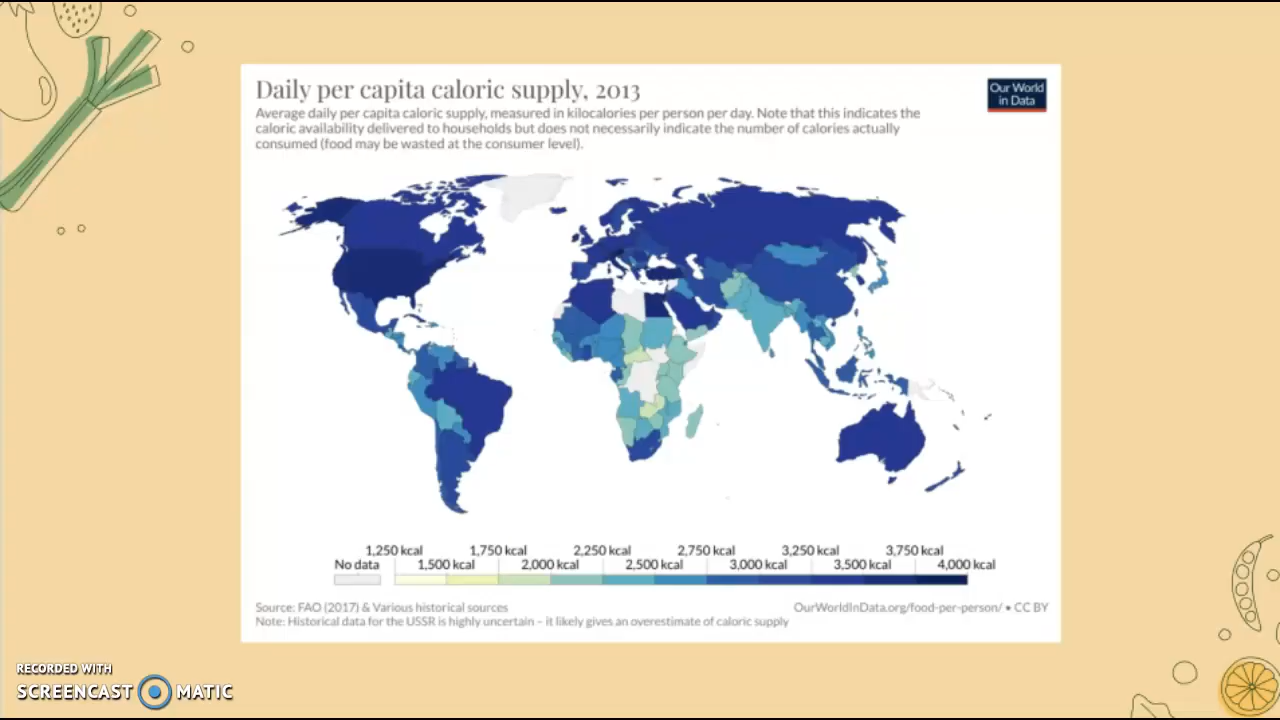 Daily per capita caloric supply, 2013
Our World
in Data
Average daily per capita caloric supply, measured in kilocalories per person per day. Note that this indicates the
caloric availability delivered to households but does not necessarily indicate the number of calories actually
consumed (food may be wasted at the consumer level).
1,250 kcal 1,750 kcal 2,250 kcal 2,750 kcal 3,250 kcal 3,750 kcal
No data 1,500 kcal 2,000 kcal 2,500 kcal 3,000 kcal 3,500 kcal 4,000 kcal
Source: FAO (2017) & Various historical sources
OurWorldInData.org/food-per-person/ • CC BY
Note: Historical data for the USSR is highly uncertain – it likely gives an overestimate of caloric supply
RECORDED WITH
SCREENCAST MATIC